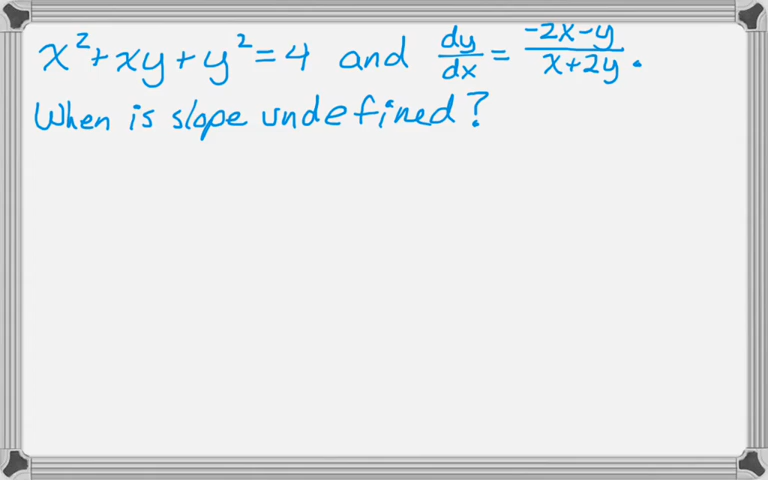 x² + xy + y² = 4 and dy/dx = (-2x-y)/(x+2y).
When is slope undefined?